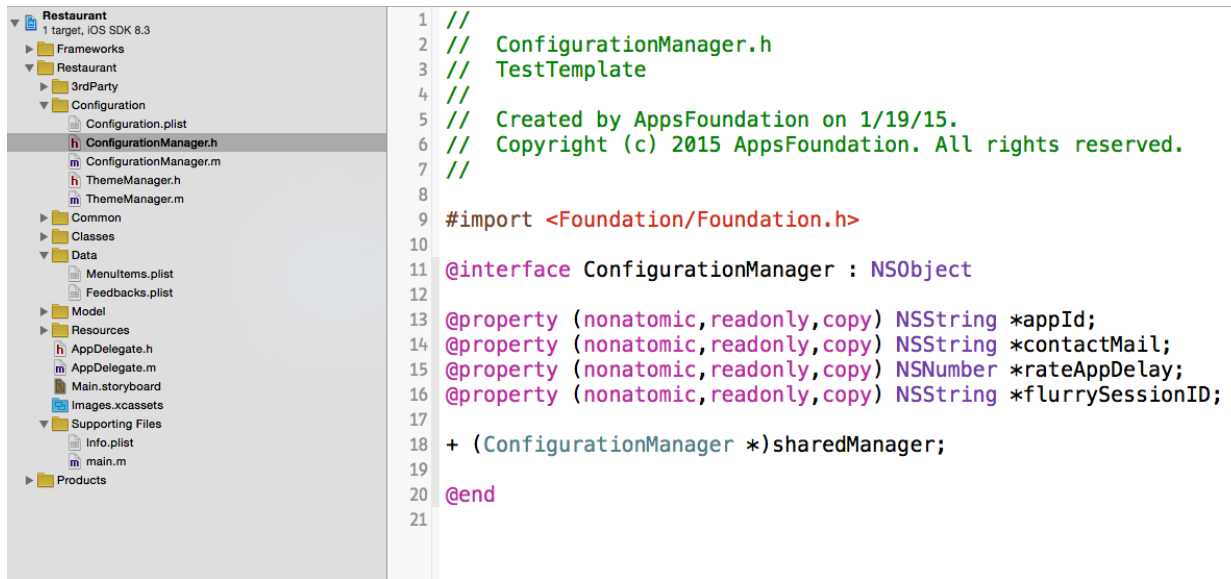 Restaurant
1 target, iOS SDK 8.3
Frameworks
Restaurant
3rdParty
Configuration
Configuration.plist
ConfigurationManager.h
ConfigurationManager.m
ThemeManager.h
ThemeManager.m
Common
Classes
Data
MenuItems.plist
Feedbacks.plist
Model
Resources
AppDelegate.h
AppDelegate.m
Main.storyboard
Images.xcassets
Supporting Files
Info.plist
main.m
Products
1 //
2 //  ConfigurationManager.h
3 //  TestTemplate
4 //
5 //  Created by AppsFoundation on 1/19/15.
6 //  Copyright (c) 2015 AppsFoundation. All rights reserved.
7 //
8
9 #import <Foundation/Foundation.h>
10
11 @interface ConfigurationManager : NSObject
12
13 @property (nonatomic,readonly,copy) NSString *appId;
14 @property (nonatomic,readonly,copy) NSString *contactMail;
15 @property (nonatomic,readonly,copy) NSNumber *rateAppDelay;
16 @property (nonatomic,readonly,copy) NSString *flurrySessionID;
17
18 + (ConfigurationManager *)sharedManager;
19
20 @end
21